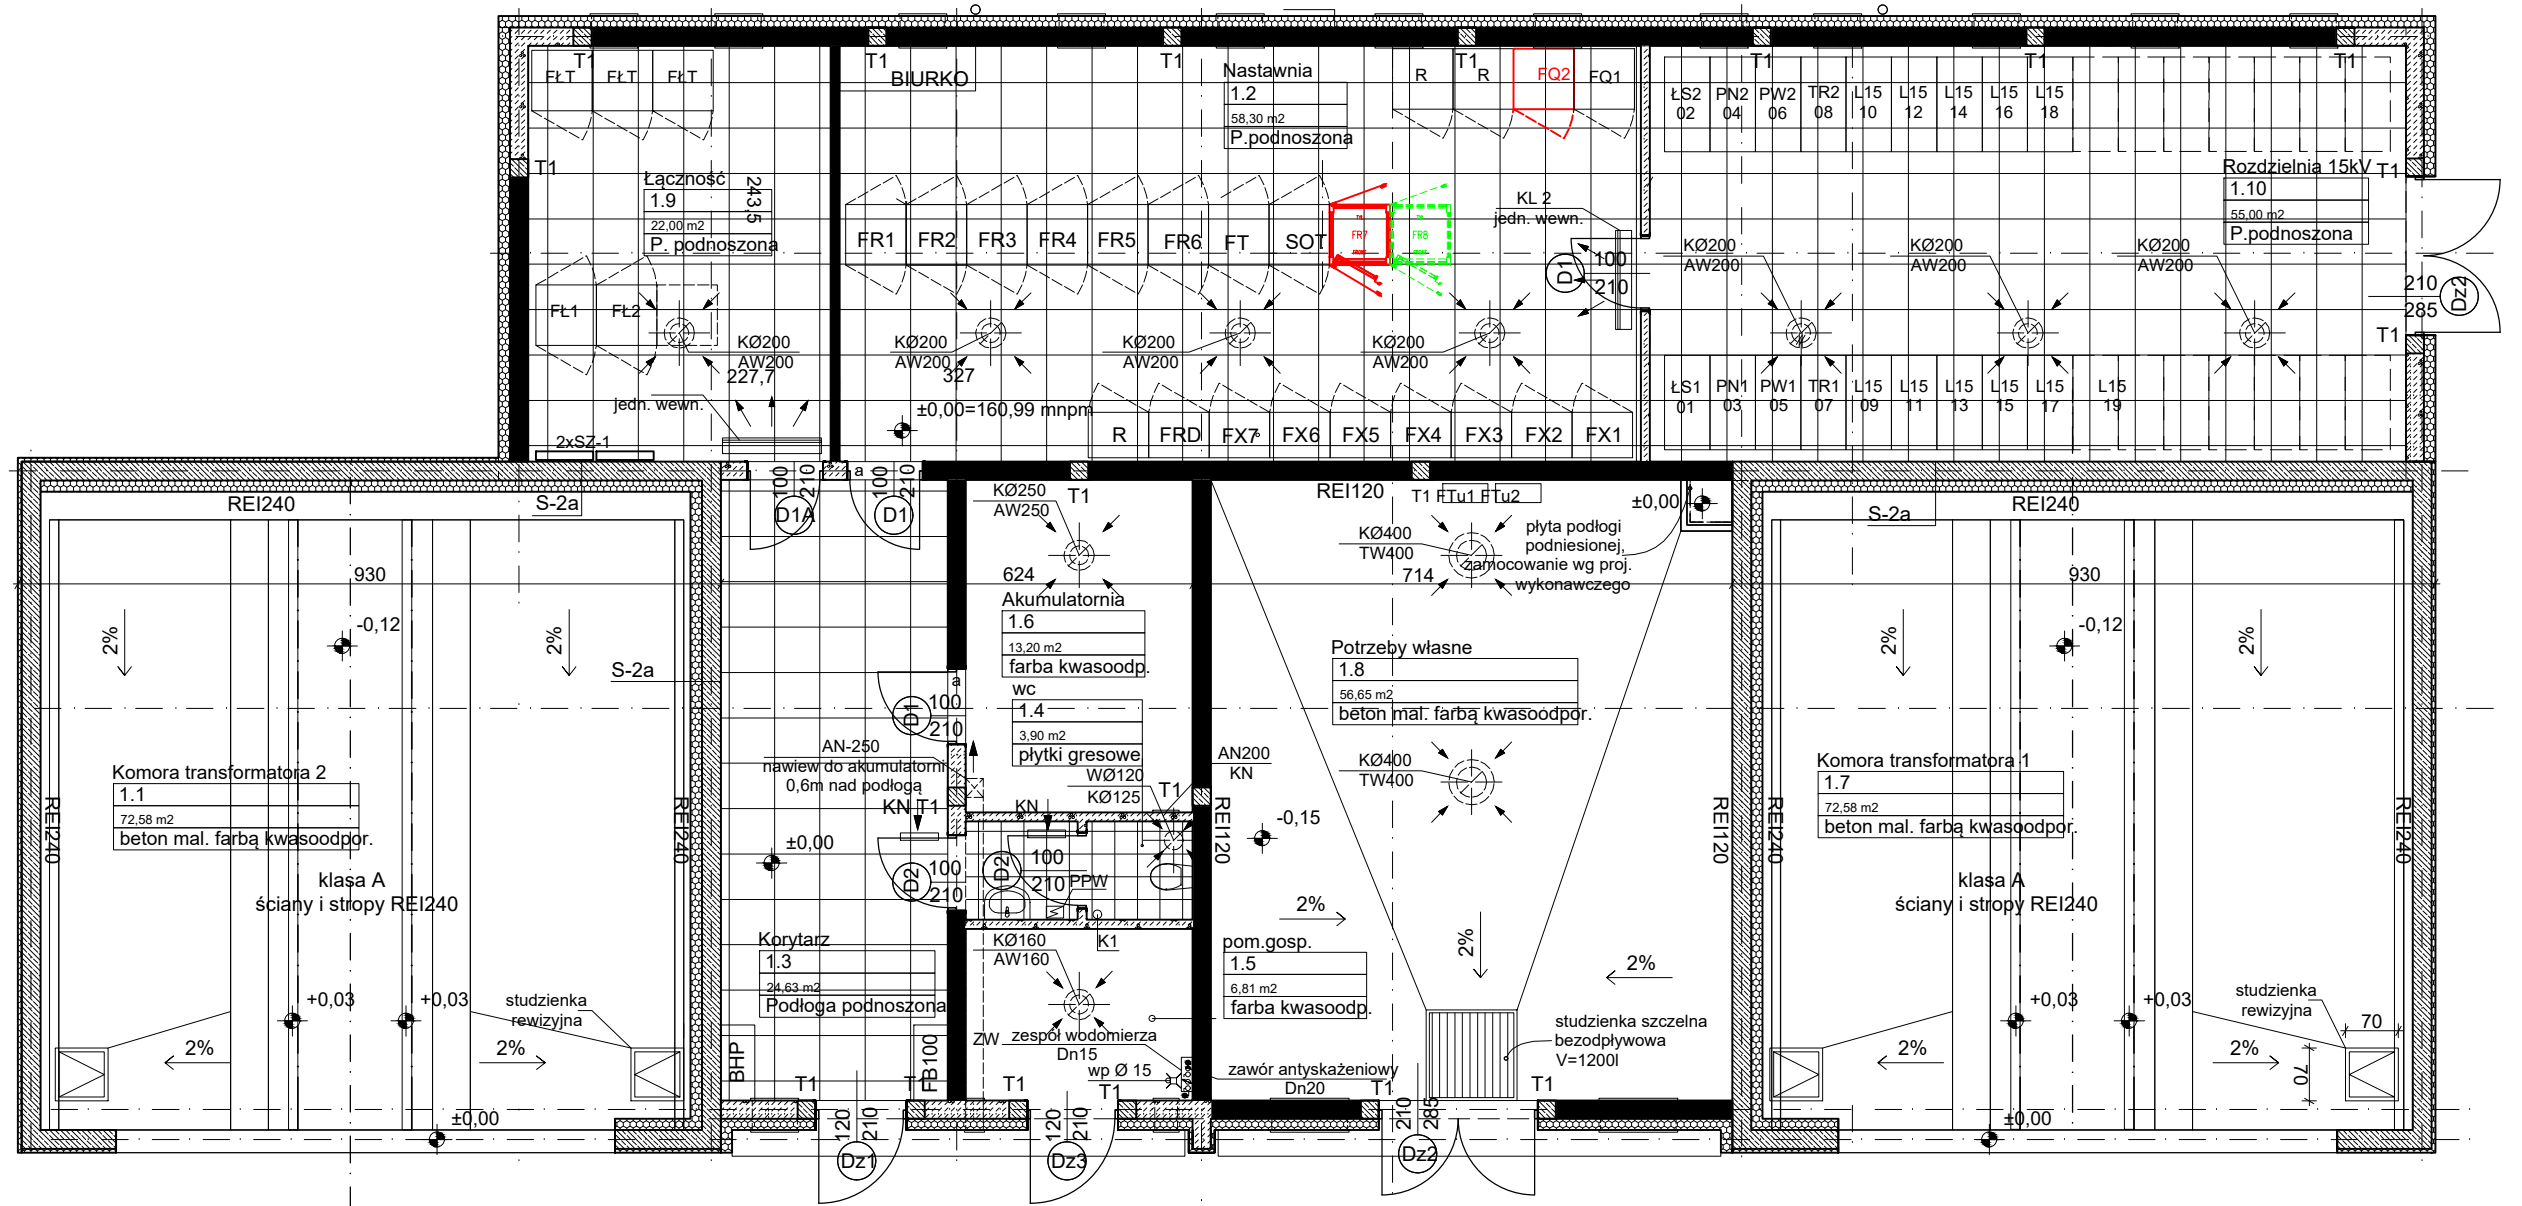 T1
T1
T1
T1
T1
T1
T1
FŁT
FŁT
FŁT
BIURKO
Nastawnia
1.2
58,30 m2
P.podnoszona
R
R
FQ2
FQ1
ŁS2
02
PN2
04
PW2
06
TR2
08
L15
10
L15
12
L15
14
L15
16
L15
18
T1
Łączność
1.9
22,00 m2
P. podnoszona
243,5
Rozdzielnia 15kV
1.10
55,00 m2
P.podnoszona
T1
FR1
FR2
FR3
FR4
FR5
FR6
FT
SOT
FR7
FR8
KL 2
jedn. wewn.
D1
100
210
KØ200
AW200
KØ200
AW200
KØ200
AW200
210
285
Dz2
T1
FŁ1
FŁ2
KØ200
AW200
227,7
KØ200
AW200
327
KØ200
AW200
KØ200
AW200
jedn. wewn.
±0,00=160,99 mnpm
2xSZ-1
R
FRD
FX7
FX6
FX5
FX4
FX3
FX2
FX1
ŁS1
01
PN1
03
PW1
05
TR1
07
L15
09
L15
11
L15
13
L15
15
L15
17
L15
19
REI240
S-2a
100
210
D1A
a
100
210
D1
KØ250
AW250
T1
624
REI120
T1 FTu1 FTu2
KØ400
TW400
714
płyta podłogi
podniesionej,
zamocowanie wg proj.
wykonawczego
±0,00
S-2a
REI240
930
930
2%
-0,12
2%
S-2a
Akumulatornia
1.6
13,20 m2
farba kwasoodp.
wc
1.4
3,90 m2
płytki gresowe
a
D1
100
210
Potrzeby własne
1.8
56,65 m2
beton mal. farbą kwasoodpor.
2%
-0,12
2%
AN-250
nawiew do akumulatorni
0,6m nad podłogą
KN
T1
KN
WØ120
KØ125
T1
AN200
KN
KØ400
TW400
Komora transformatora 2
1.1
72,58 m2
beton mal. farbą kwasoodpor.
REI240
REI240
klasa A
ściany i stropy REI240
±0,00
D2
100
210
D2
100
210
PPW
K1
REI120
-0,15
REI120
Komora transformatora 1
1.7
72,58 m2
beton mal. farbą kwasoodpor.
REI240
REI240
klasa A
ściany i stropy REI240
Korytarz
1.3
24,63 m2
Podłoga podnoszona
KØ160
AW160
pom.gosp.
1.5
6,81 m2
farba kwasoodp.
2%
2%
2%
+0,03
+0,03
studzienka
rewizyjna
2%
2%
BHP
FB100
ZW
zespół wodomierza
Dn15
wp Ø 15
zawór antyskażeniowy
Dn20
studzienka szczelna
bezodpływowa
V=1200l
+0,03
+0,03
studzienka
rewizyjna
70
70
2%
2%
T1
T1
T1
T1
T1
T1
±0,00
120
210
Dz1
120
210
Dz3
210
285
Dz2
±0,00